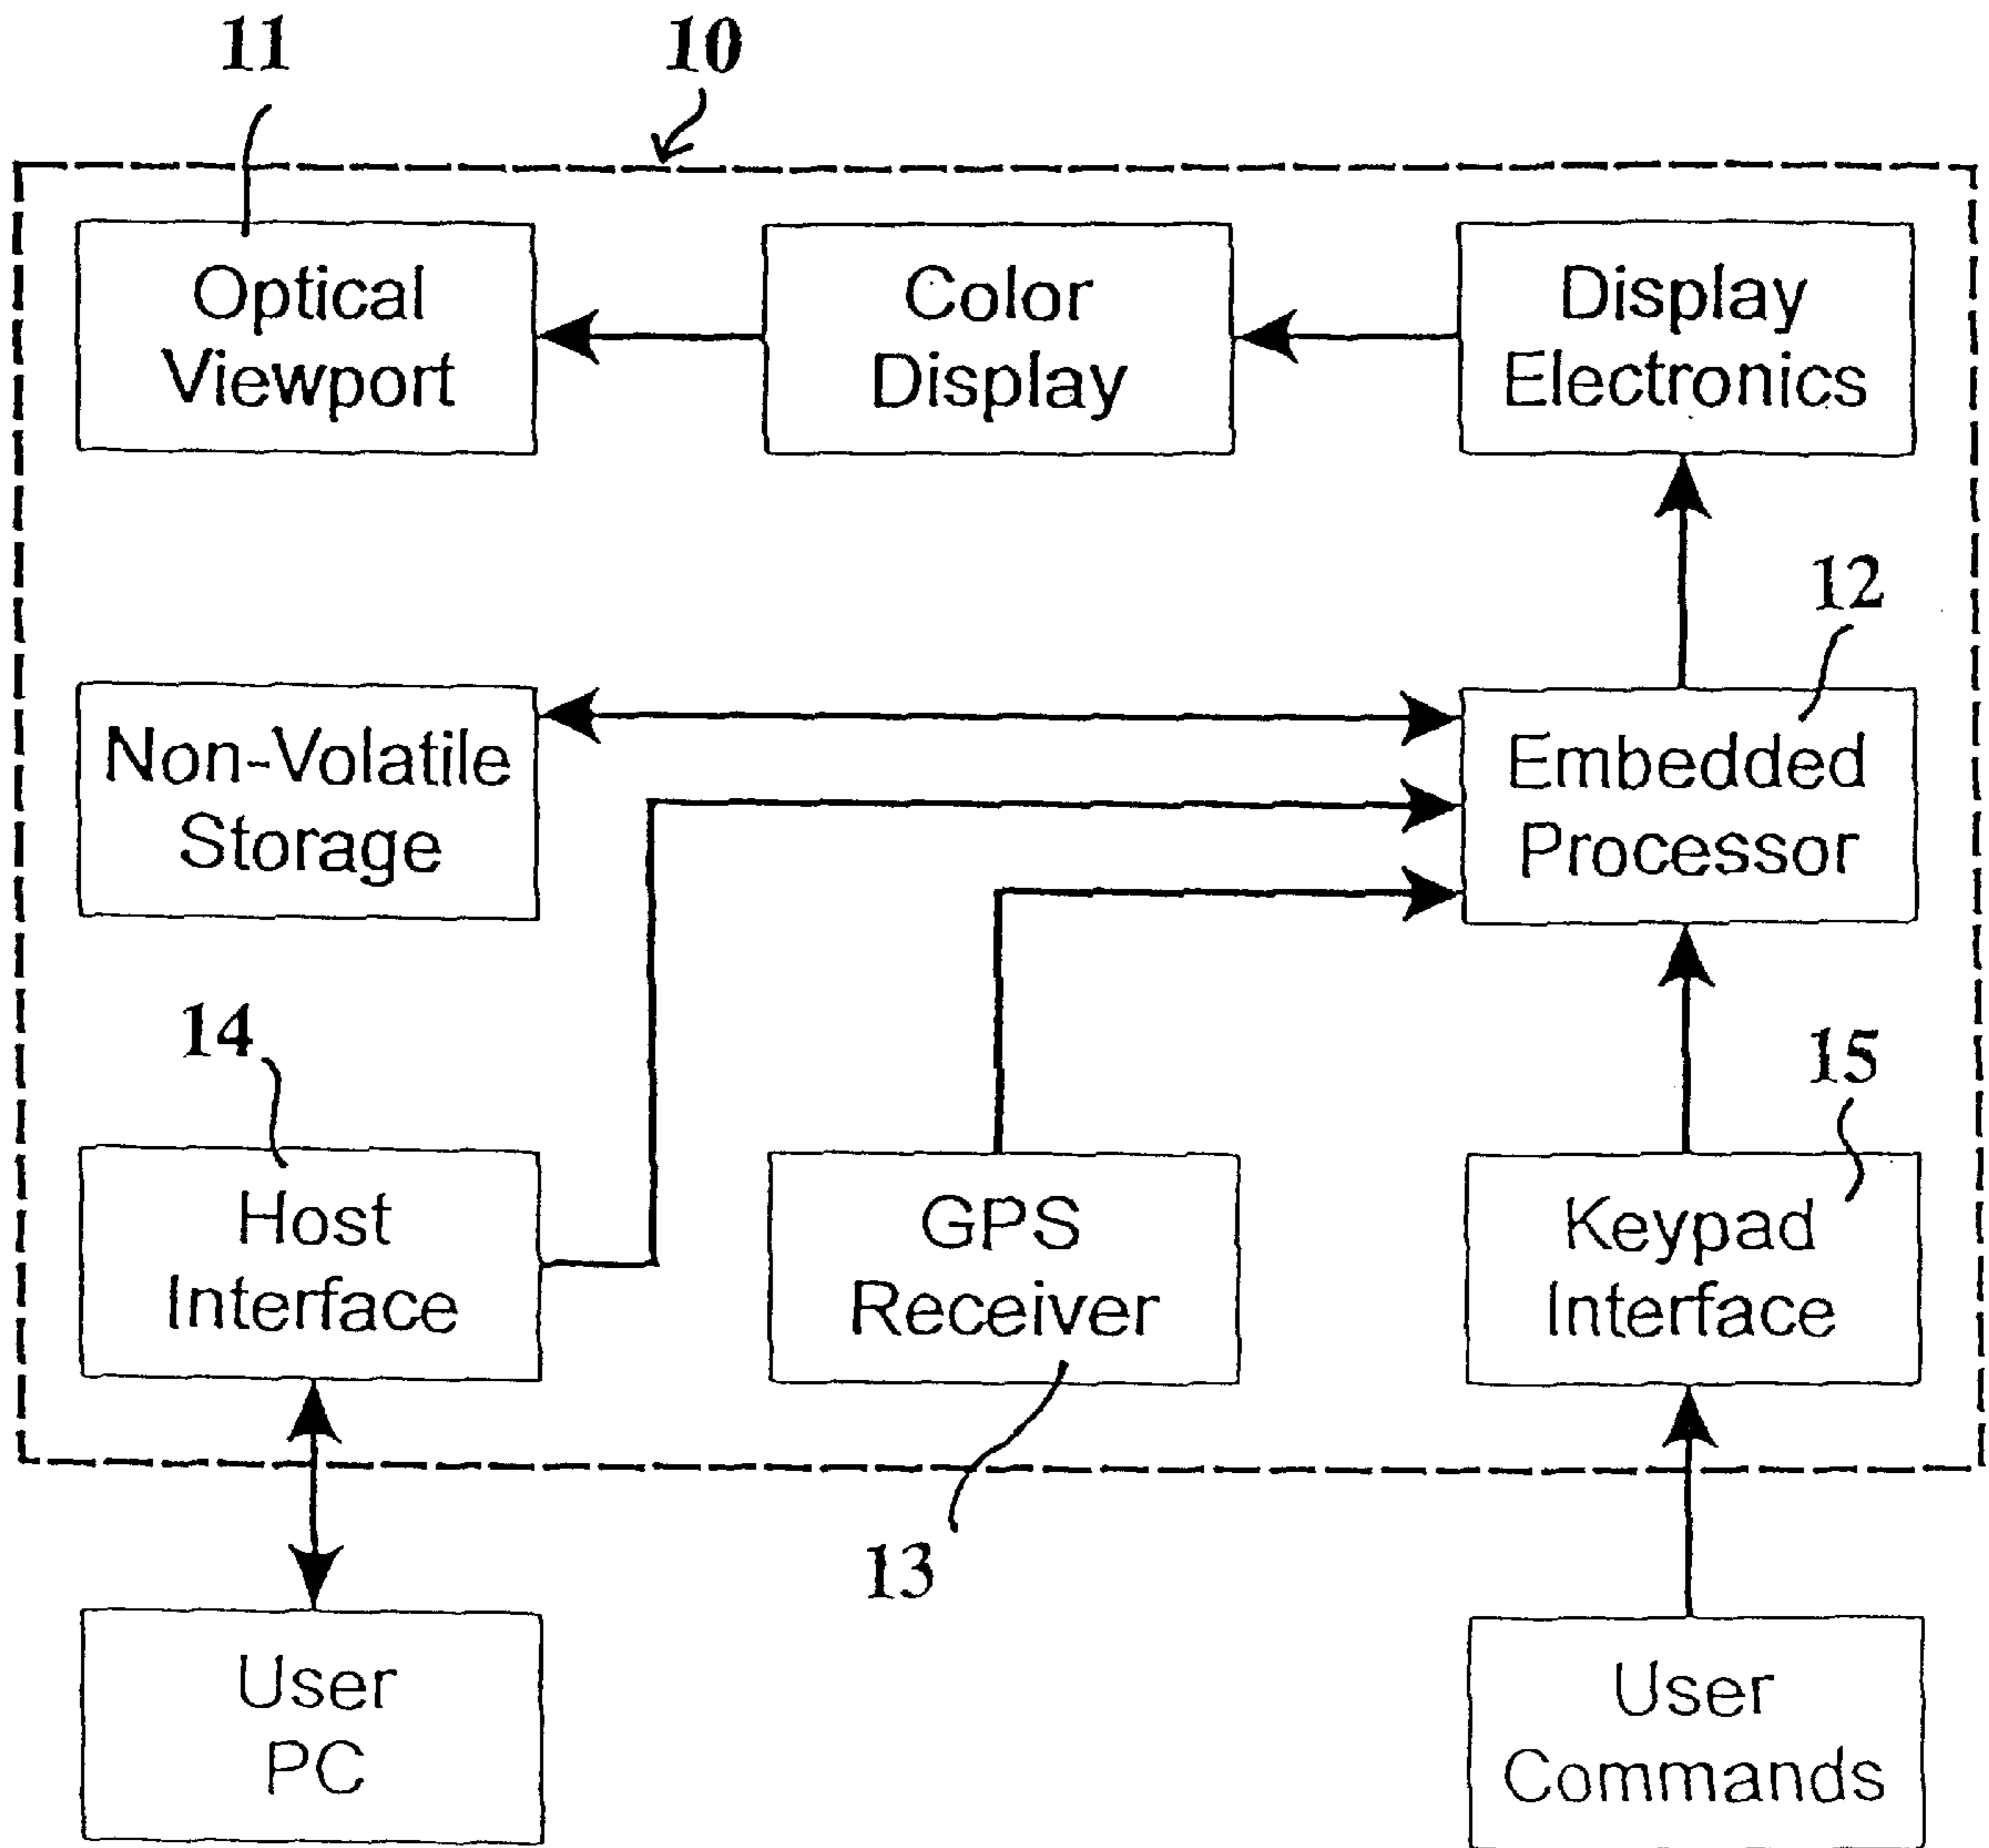 11
10
Optical
Viewport
Color
Display
Display
Electronics
12
Non-Volatile
Storage
Embedded
Processor
14
15
Host
Interface
GPS
Receiver
Keypad
Interface
13
User
PC
User
Commands